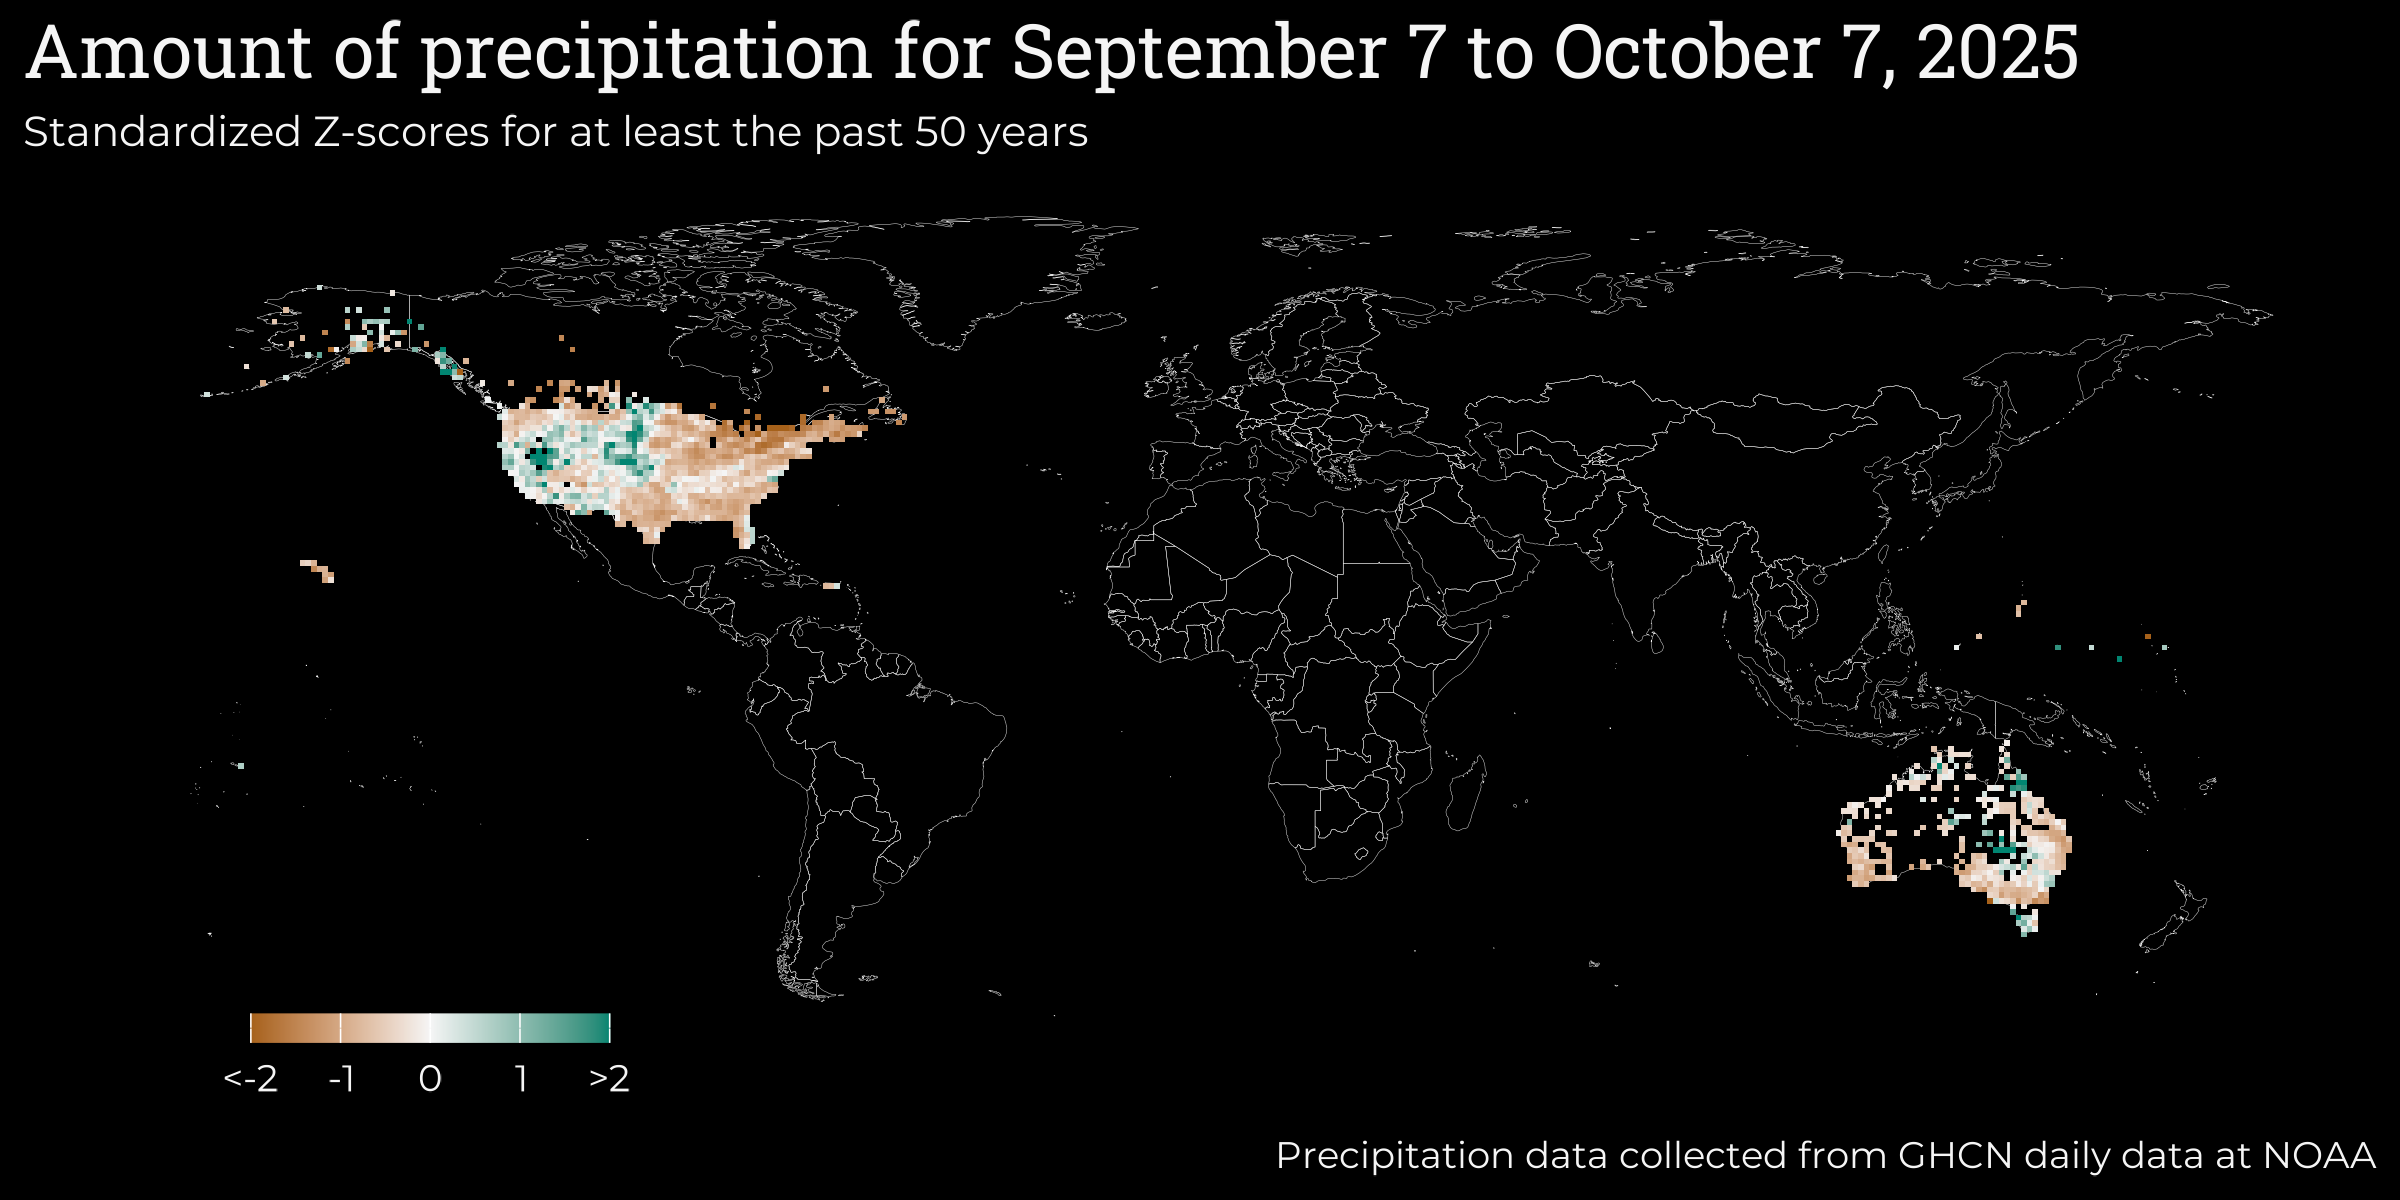 Amount of precipitation for September 7 to October 7, 2025
Standardized Z-scores for at least the past 50 years
<-2 -1 0 1 >2
Precipitation data collected from GHCN daily data at NOAA